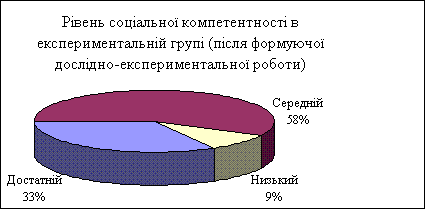 Рівень соціальної компетентності в
експериментальній групі (після формуючої
дослідно-експериментальної роботи)
Середній
58%
Достатній
33%
Низький
9%